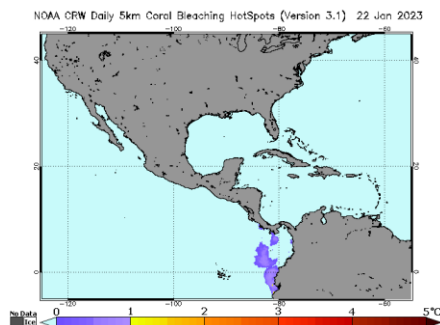 NOAA CRW Daily 5km Coral Bleaching HotSpots (Version 3.1) 22 Jan 2023
-120 -100 -80 -60
40
20
0
-120 -100 -80 -60
No Data
Ice
0 1 2 3 4 5°C